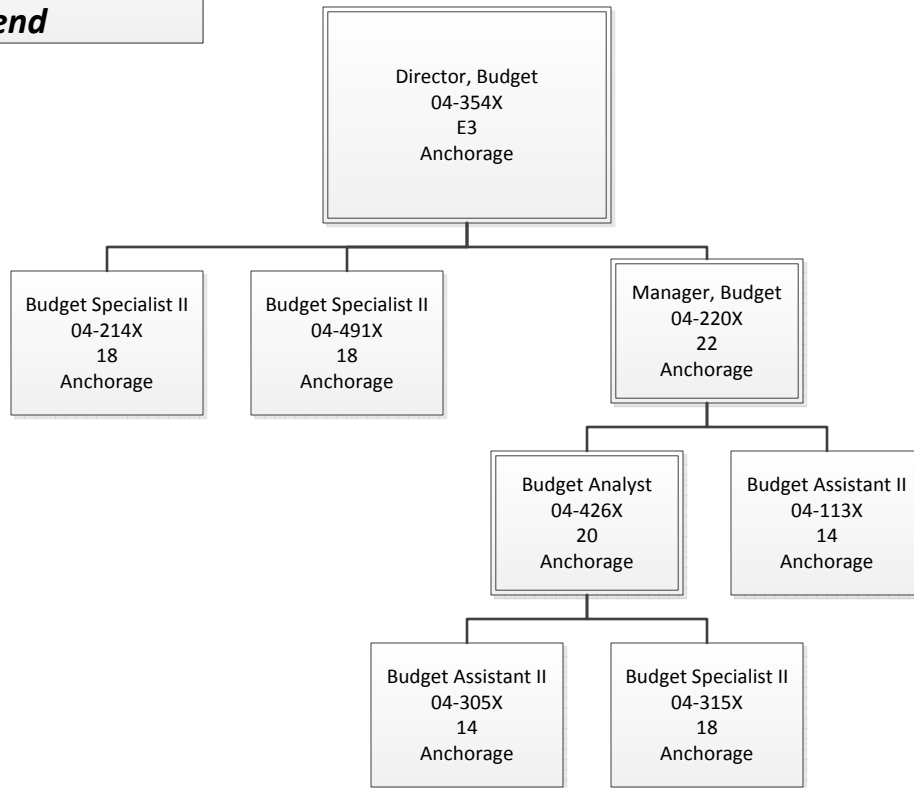 Director, Budget
04-354X
E3
Anchorage
Budget Specialist II
04-214X
18
Anchorage
Budget Specialist II
04-491X
18
Anchorage
Manager, Budget
04-220X
22
Anchorage
Budget Analyst
04-426X
20
Anchorage
Budget Assistant II
04-113X
14
Anchorage
Budget Assistant II
04-305X
14
Anchorage
Budget Specialist II
04-315X
18
Anchorage